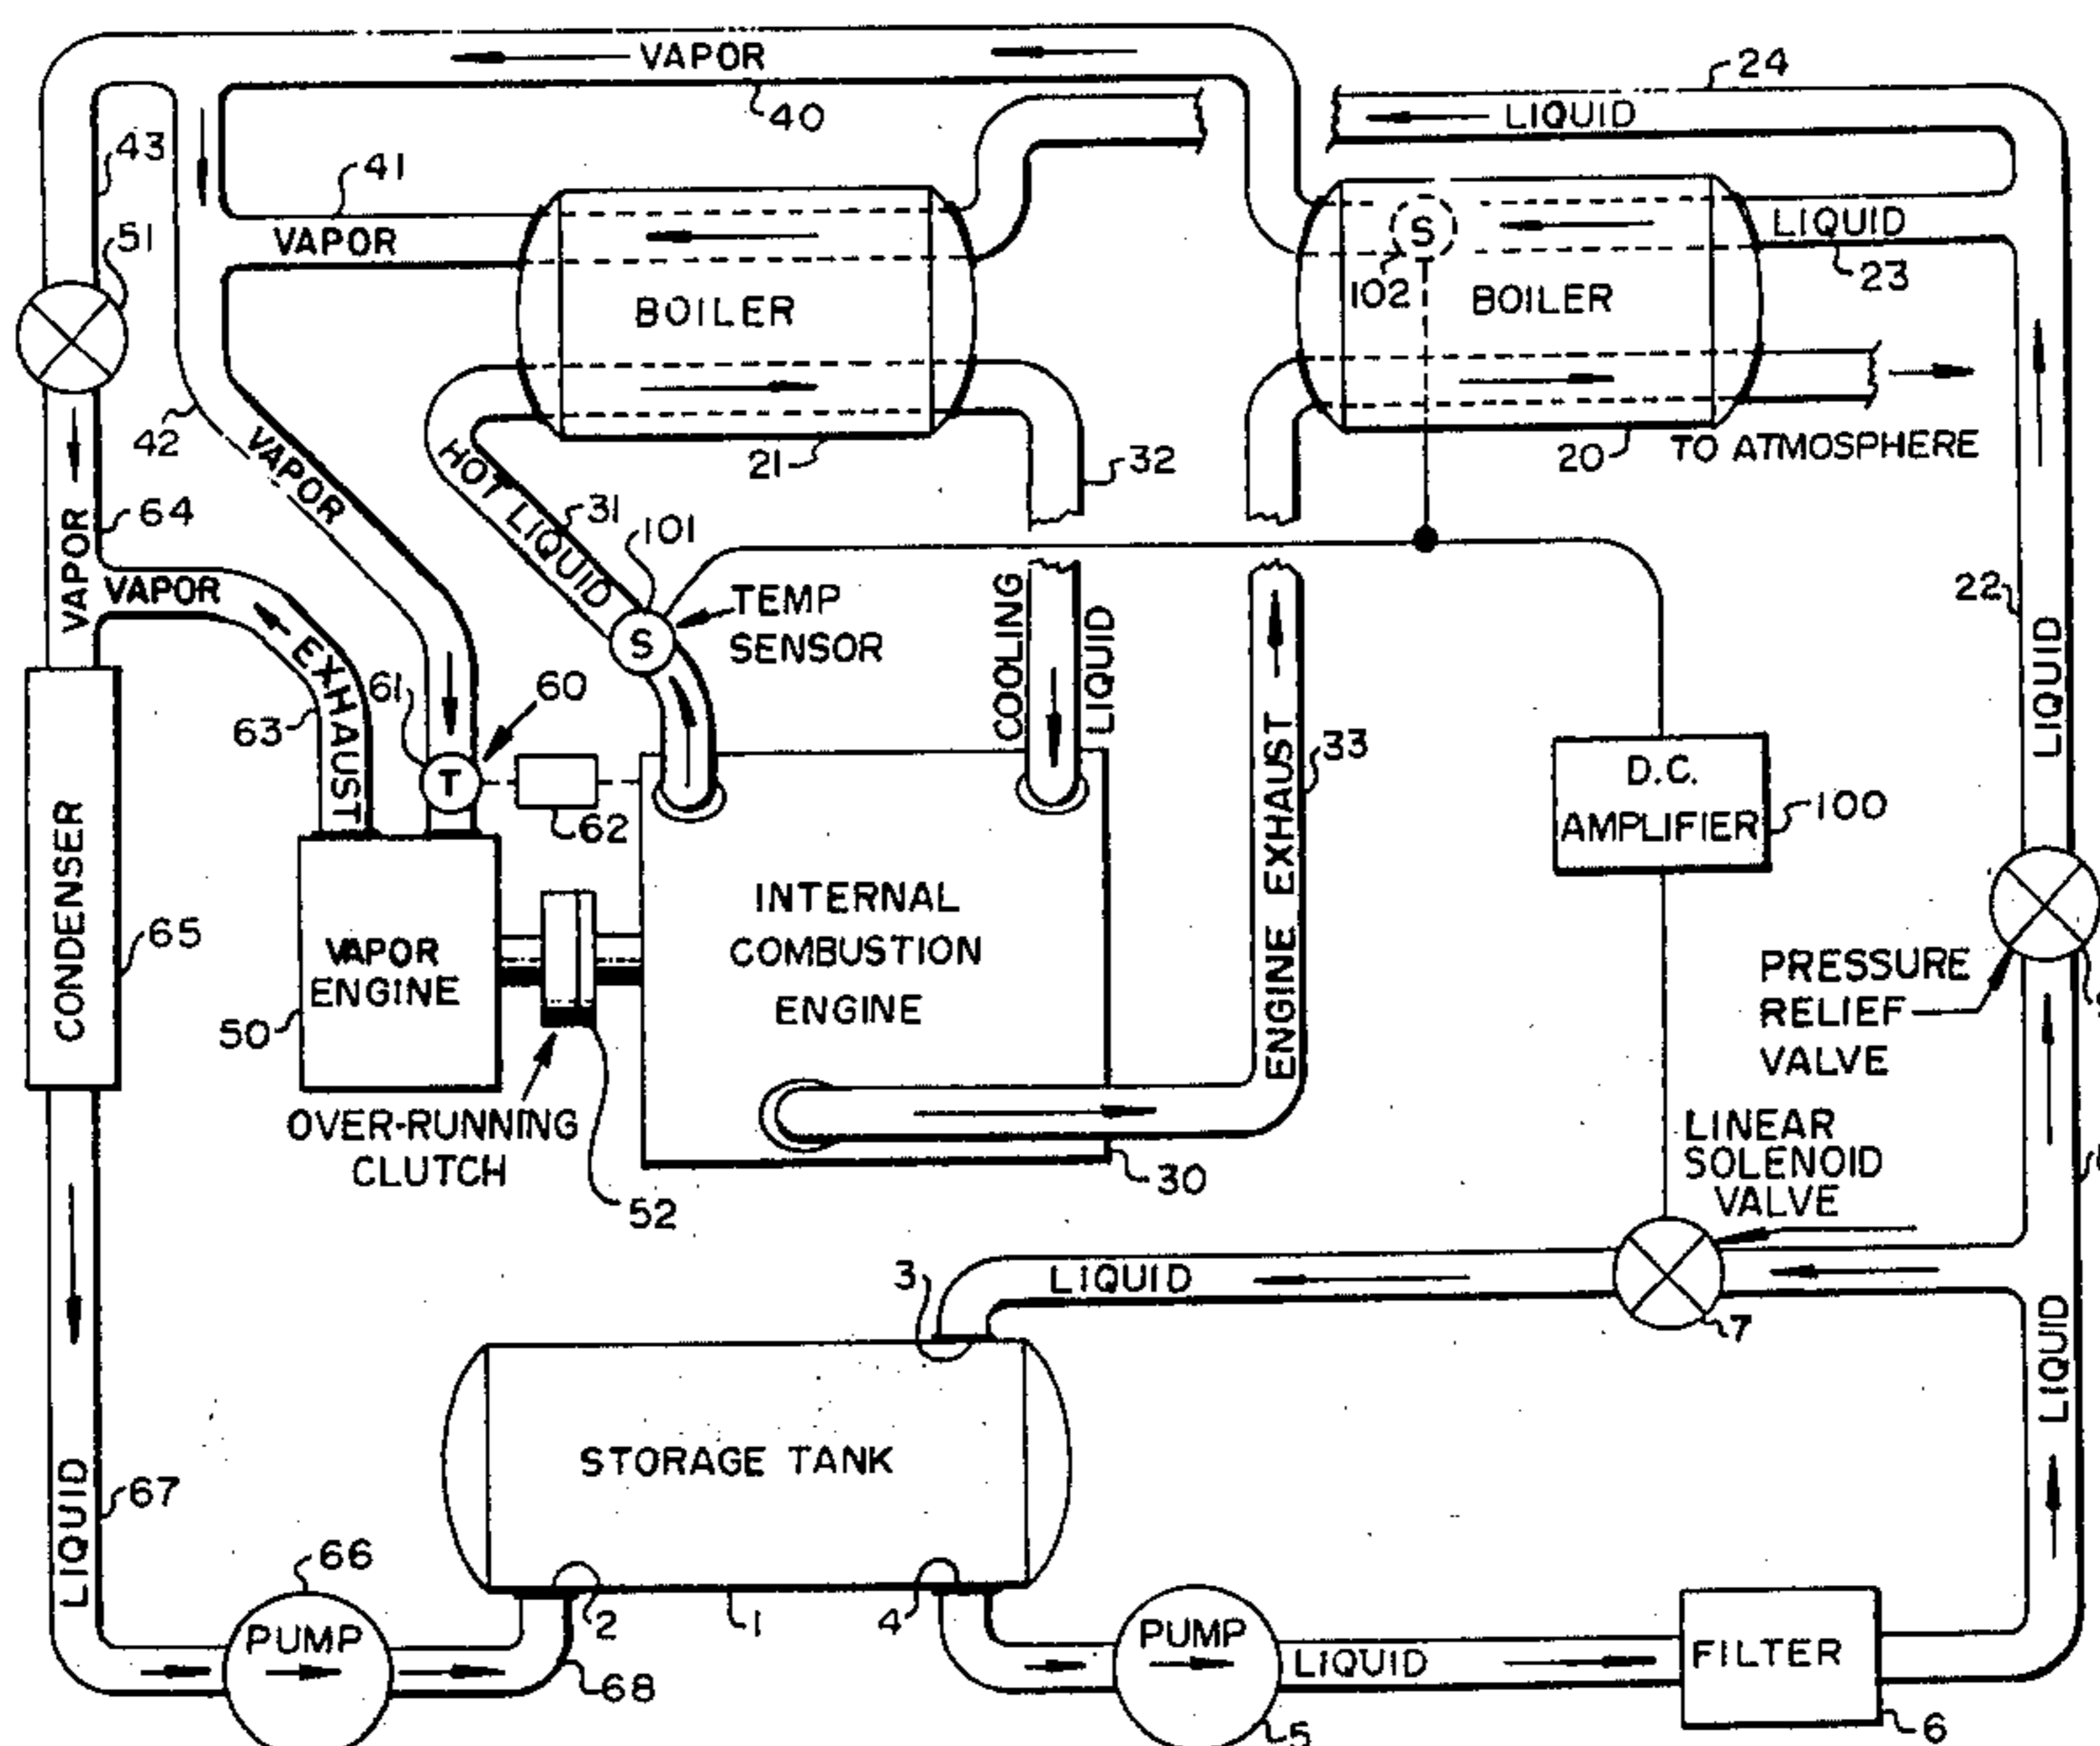 VAPOR
24
LIQUID
40
43
41
51
VAPOR
S
LIQUID
23
102
BOILER
BOILER
42
VAPOR
21
32
20
TO ATMOSPHERE
HOT LIQUID
31
101
64
VAPOR
VAPOR
EXHAUST
S
TEMP
SENSOR
COOLING
LIQUID
22
LIQUID
63
61
60
T
62
ENGINE EXHAUST
33
D.C.
AMPLIFIER
100
CONDENSER
65
VAPOR
ENGINE
50
INTERNAL
COMBUSTION
ENGINE
PRESSURE
RELIEF
VALVE
OVER-RUNNING
CLUTCH
52
30
LINEAR
SOLENOID
VALVE
3
LIQUID
7
LIQUID
STORAGE TANK
LIQUID
67
66
PUMP
2
1
4
68
PUMP
5
LIQUID
FILTER
6